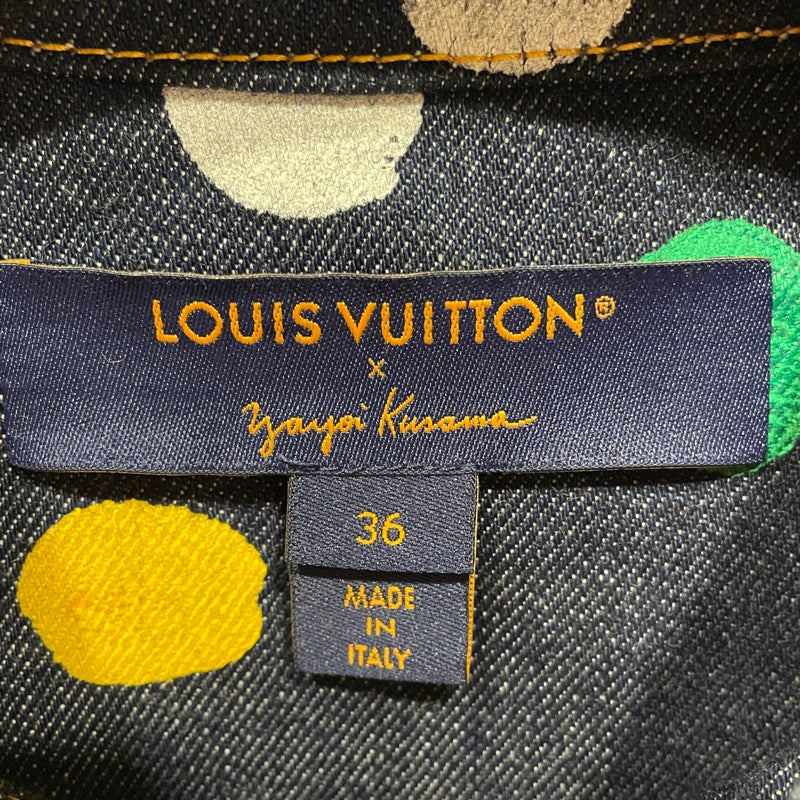 LOUIS VUITTON®
×
Yayoi Kusama
36
MADE
IN
ITALY